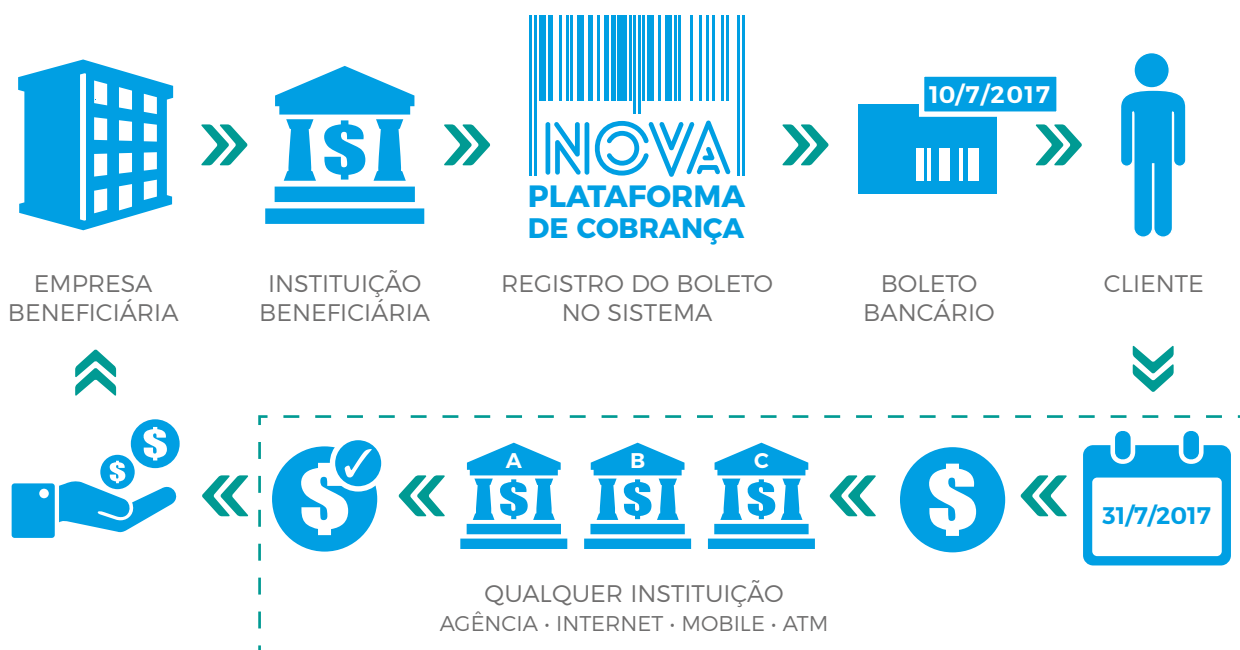 NOVA
PLATAFORMA
DE COBRANÇA
10/7/2017
EMPRESA
BENEFICIÁRIA
INSTITUIÇÃO
BENEFICIÁRIA
REGISTRO DO BOLETO
NO SISTEMA
BOLETO
BANCÁRIO
CLIENTE
$
$
$
$
A
B
C
$
$
$
$
31/7/2017
QUALQUER INSTITUIÇÃO
AGÊNCIA · INTERNET · MOBILE · ATM